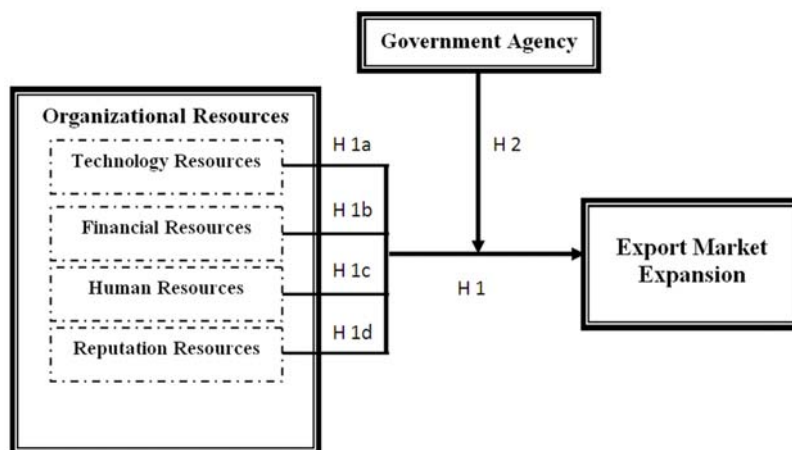 Government Agency
Organizational Resources
Technology Resources
Financial Resources
Human Resources
Reputation Resources
H 1a
H 1b
H 1c
H 1d
H 2
H 1
Export Market
Expansion